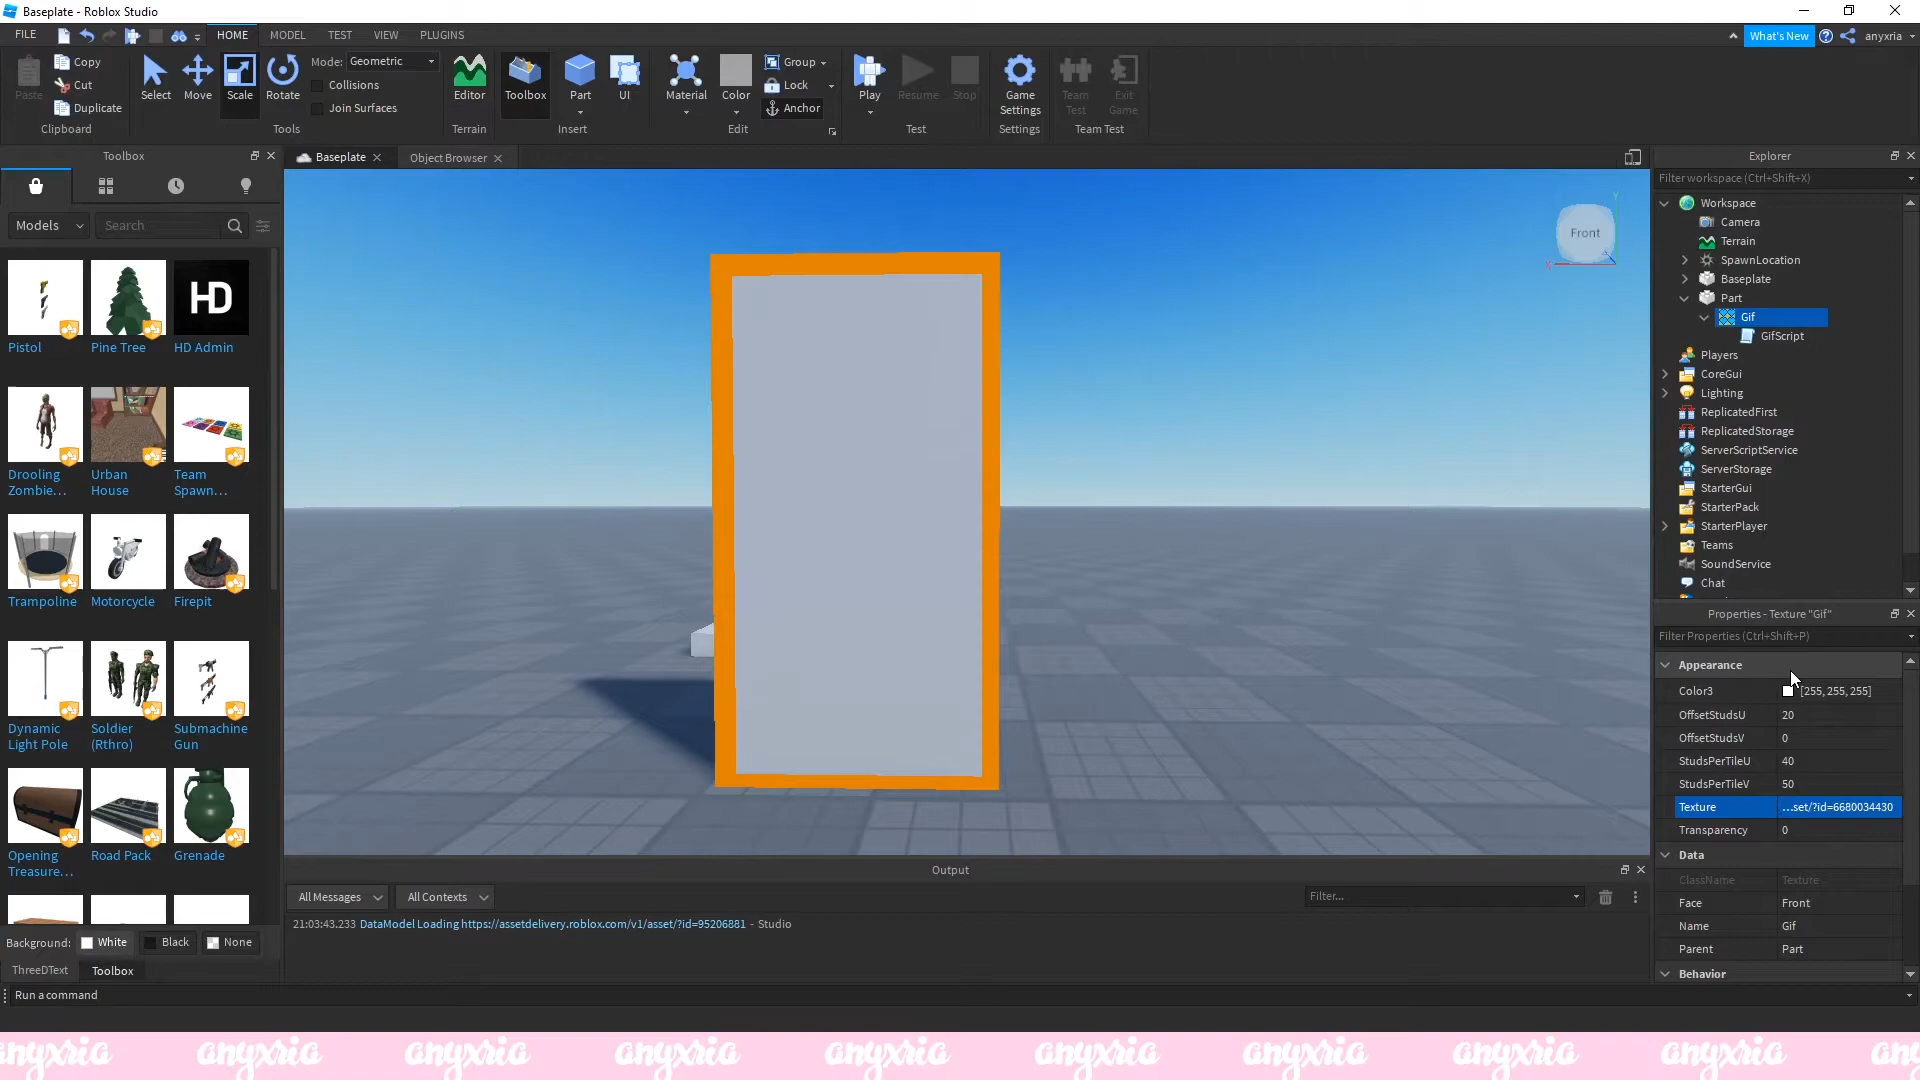 Baseplate - Roblox Studio
FILE HOME MODEL TEST VIEW PLUGINS What's New anyxria
Paste Copy Cut Duplicate Clipboard
Select Move Scale Rotate Mode: Geometric Collisions Join Surfaces Tools
Editor Terrain
Toolbox Part UI Insert
Material Color Group Lock Anchor Edit
Play Resume Stop Test
Game Settings Settings
Team Test Exit Game Team Test
Toolbox
Models Search
Pistol Pine Tree HD Admin
HD
Drooling Zombie... Urban House Team Spawn...
Trampoline Motorcycle Firepit
Dynamic Light Pole Soldier (Rthro) Submachine Gun
Opening Treasure... Road Pack Grenade
Background: White Black None
ThreeDText Toolbox
Run a command
Baseplate Object Browser
Front
Y
X
Output
All Messages All Contexts Filter...
21:03:43.233 DataModel Loading https://assetdelivery.roblox.com/v1/asset/?id=95206881 - Studio
Explorer
Filter workspace (Ctrl+Shift+X)
Workspace
Camera
Terrain
SpawnLocation
Baseplate
Part
Gif
GifScript
Players
CoreGui
Lighting
ReplicatedFirst
ReplicatedStorage
ServerScriptService
ServerStorage
StarterGui
StarterPack
StarterPlayer
Teams
SoundService
Chat
Properties - Texture "Gif"
Filter Properties (Ctrl+Shift+P)
Appearance
Color3 [255, 255, 255]
OffsetStudsU 20
OffsetStudsV 0
StudsPerTileU 40
StudsPerTileV 50
Texture ...set/?id=6680034430
Transparency 0
Data
ClassName Texture
Face Front
Name Gif
Parent Part
Behavior
anyxria anyxria anyxria anyxria anyxria anyxria anyxria anyxria anyxria any